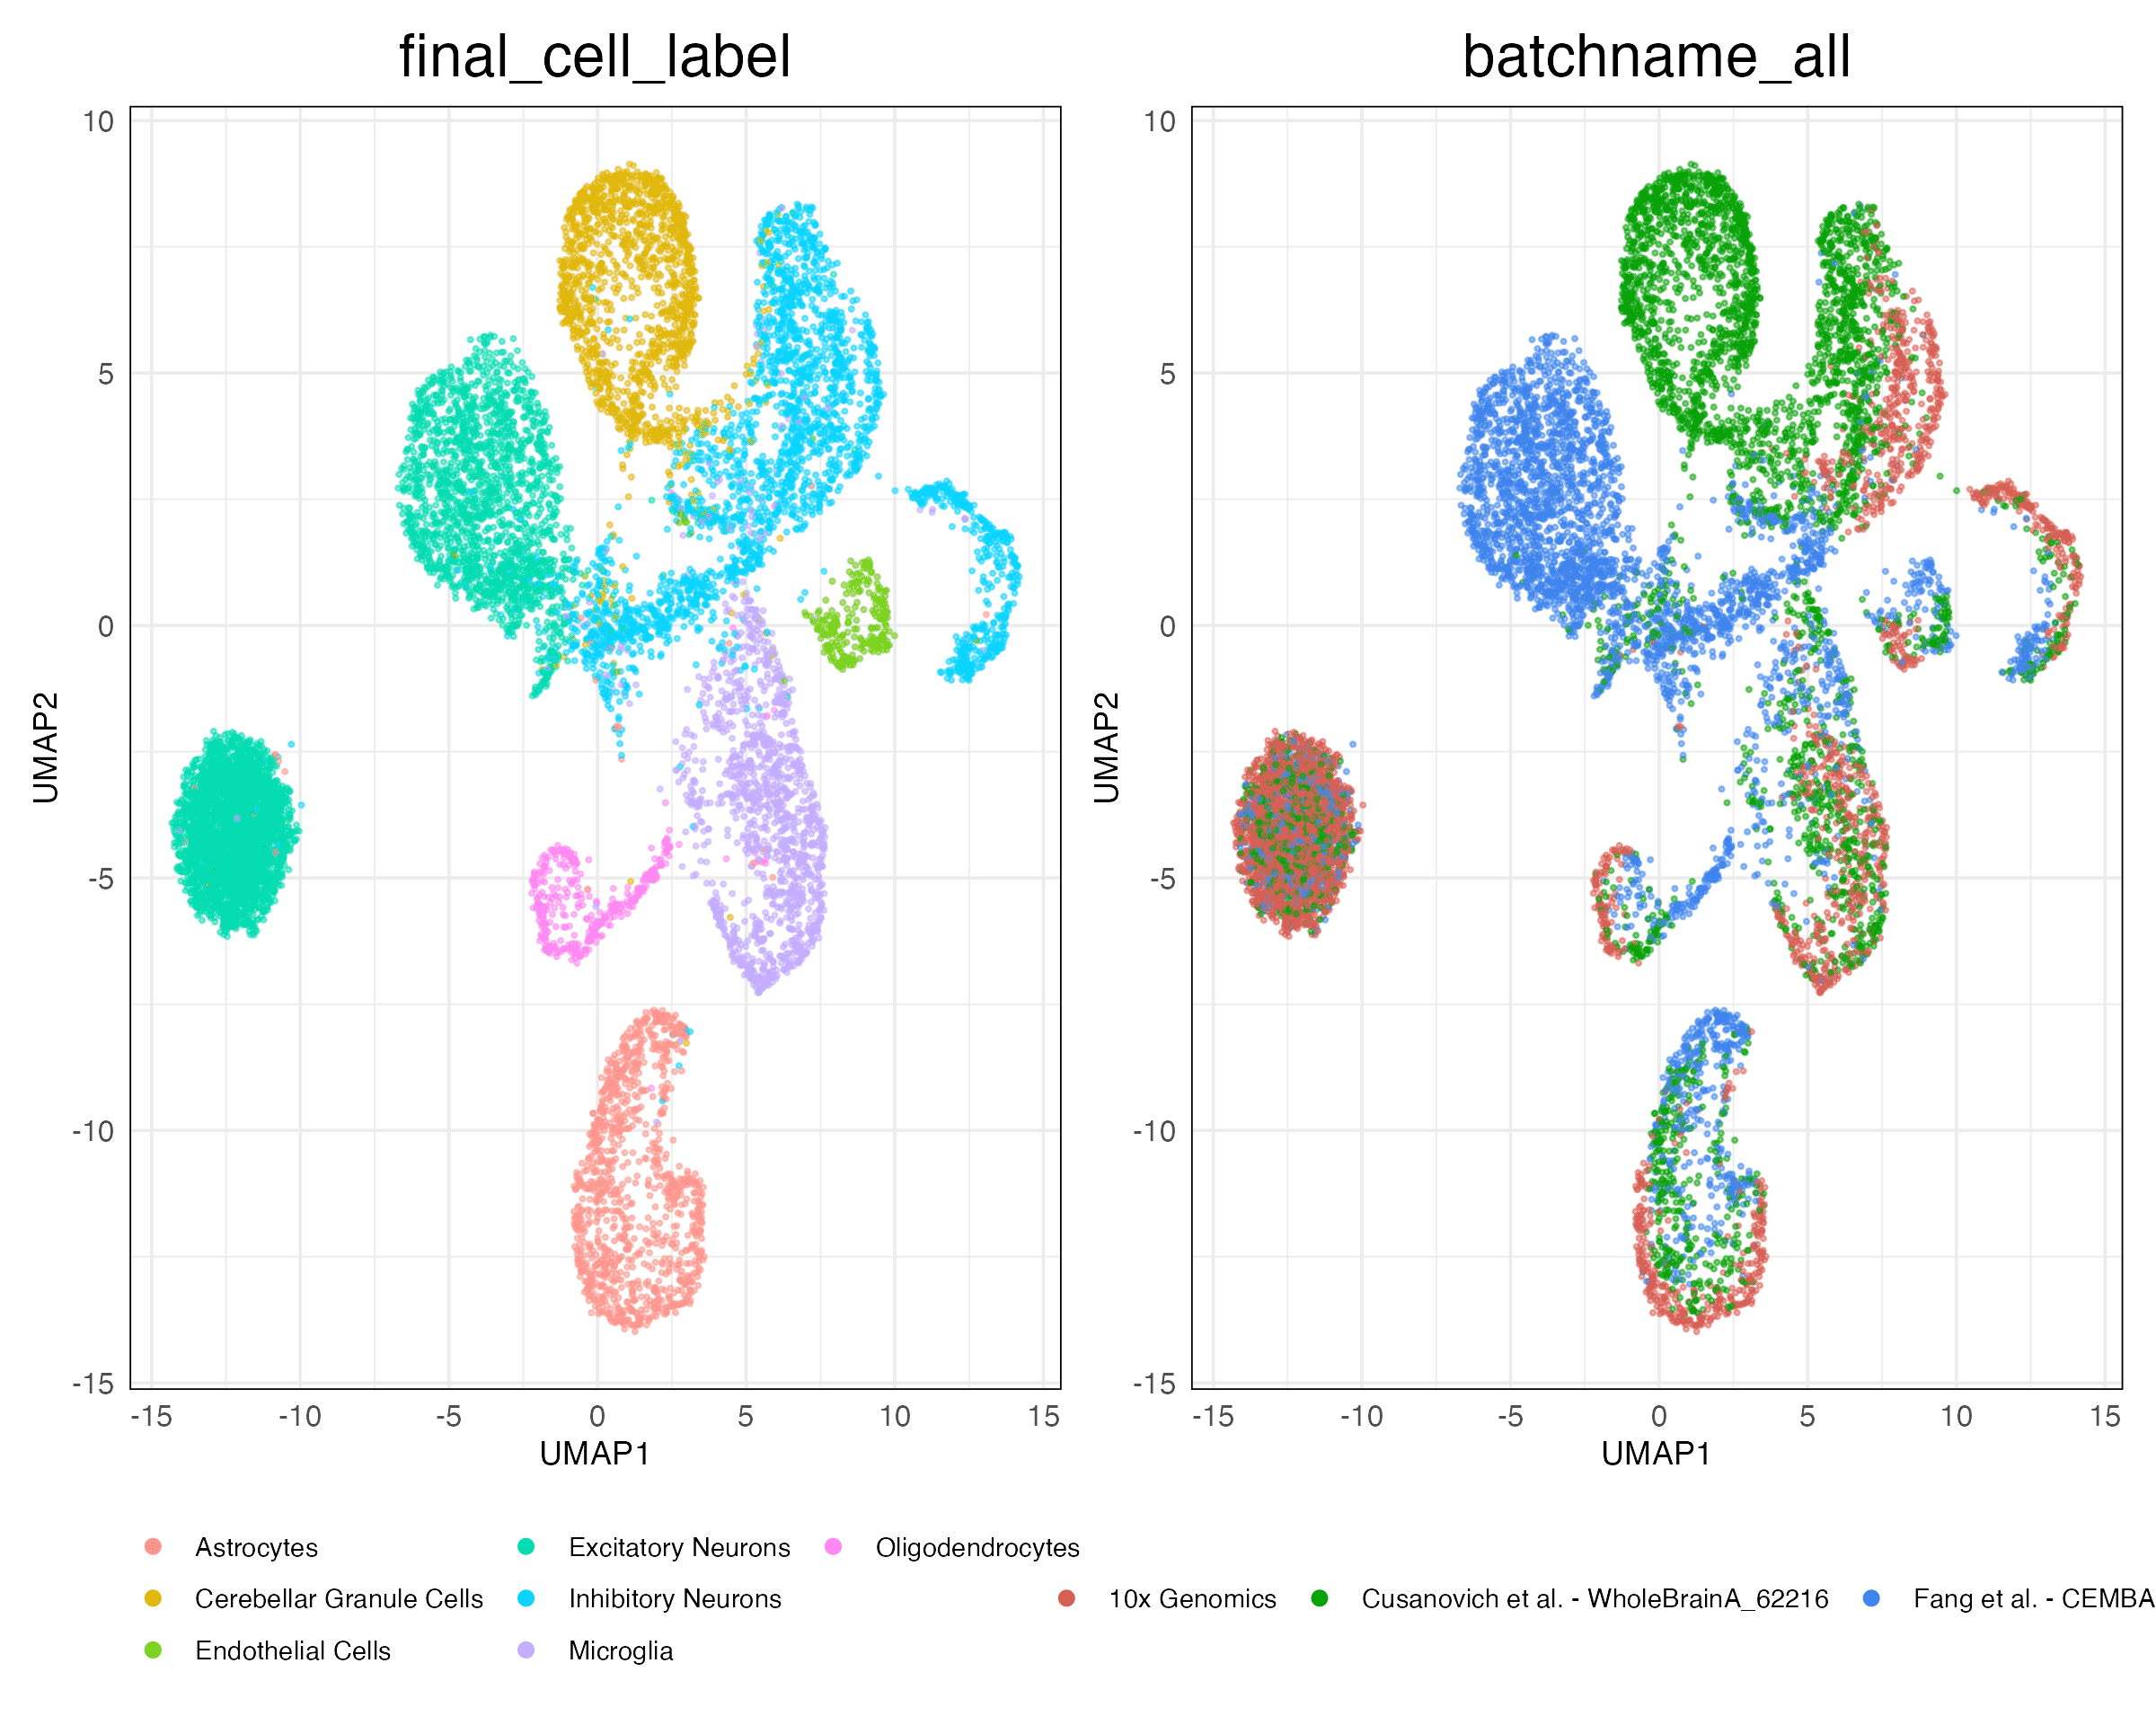 final_cell_label
batchname_all
10
5
0
-5
-10
-15
UMAP2
-15 -10 -5 0 5 10 15
UMAP1
10
5
0
-5
-10
-15
UMAP2
-15 -10 -5 0 5 10 15
UMAP1
Astrocytes
Excitatory Neurons
Oligodendrocytes
Cerebellar Granule Cells
Inhibitory Neurons
Endothelial Cells
Microglia
10x Genomics
Cusanovich et al. - WholeBrainA_62216
Fang et al. - CEMBA